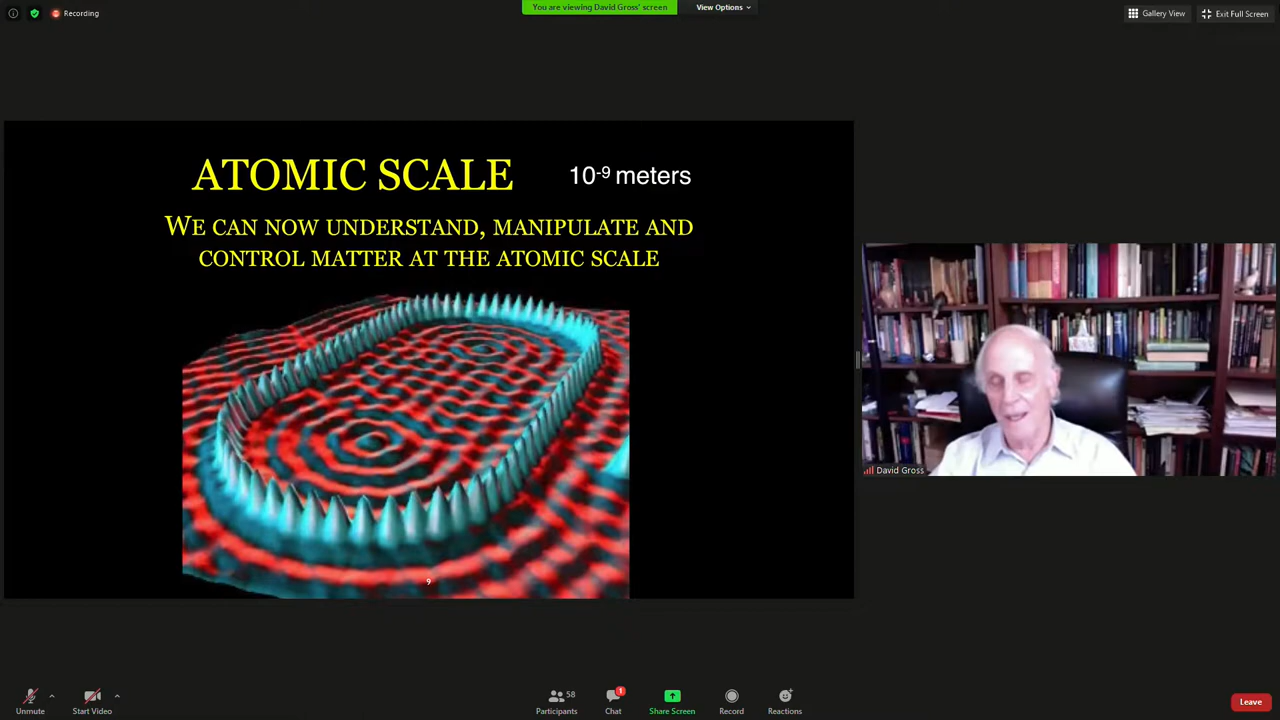 Recording
You are viewing David Gross' screen
View Options
Gallery View
Exit Full Screen
ATOMIC SCALE
10-9 meters
WE CAN NOW UNDERSTAND, MANIPULATE AND
CONTROL MATTER AT THE ATOMIC SCALE
9
David Gross
Unmute
Start Video
58
Participants
1
Chat
Share Screen
Record
Reactions
Leave